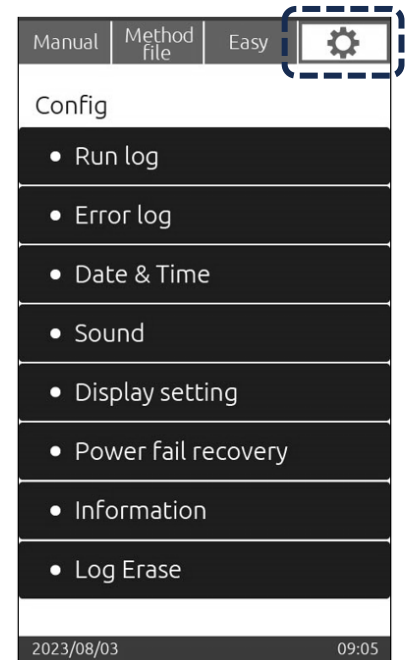 Manual Method file Easy
Config
• Run log
• Error log
• Date & Time
• Sound
• Display setting
• Power fail recovery
• Information
• Log Erase
2023/08/03 09:05